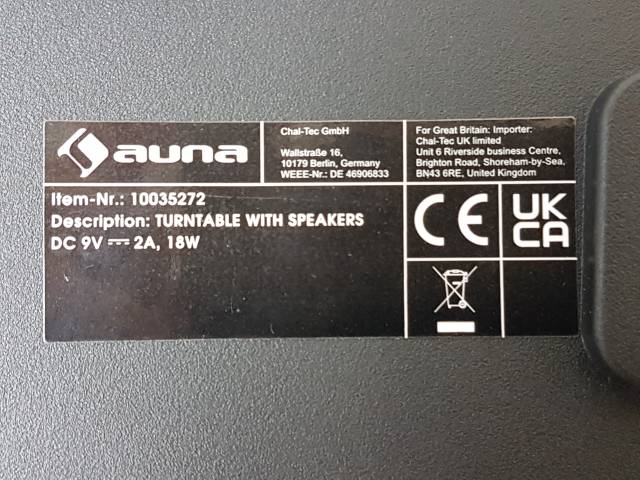 auna
Chal-Tec GmbH
Wallstraße 16,
10179 Berlin, Germany
WEEE-Nr.: DE 46906833
For Great Britain: Importer:
Chal-Tec UK limited
Unit 6 Riverside business Centre,
Brighton Road, Shoreham-by-Sea,
BN43 6RE, United Kingdom
Item-Nr.: 10035272
Description: TURNTABLE WITH SPEAKERS
DC 9V ⎓ 2A, 18W
CE
UK
CA